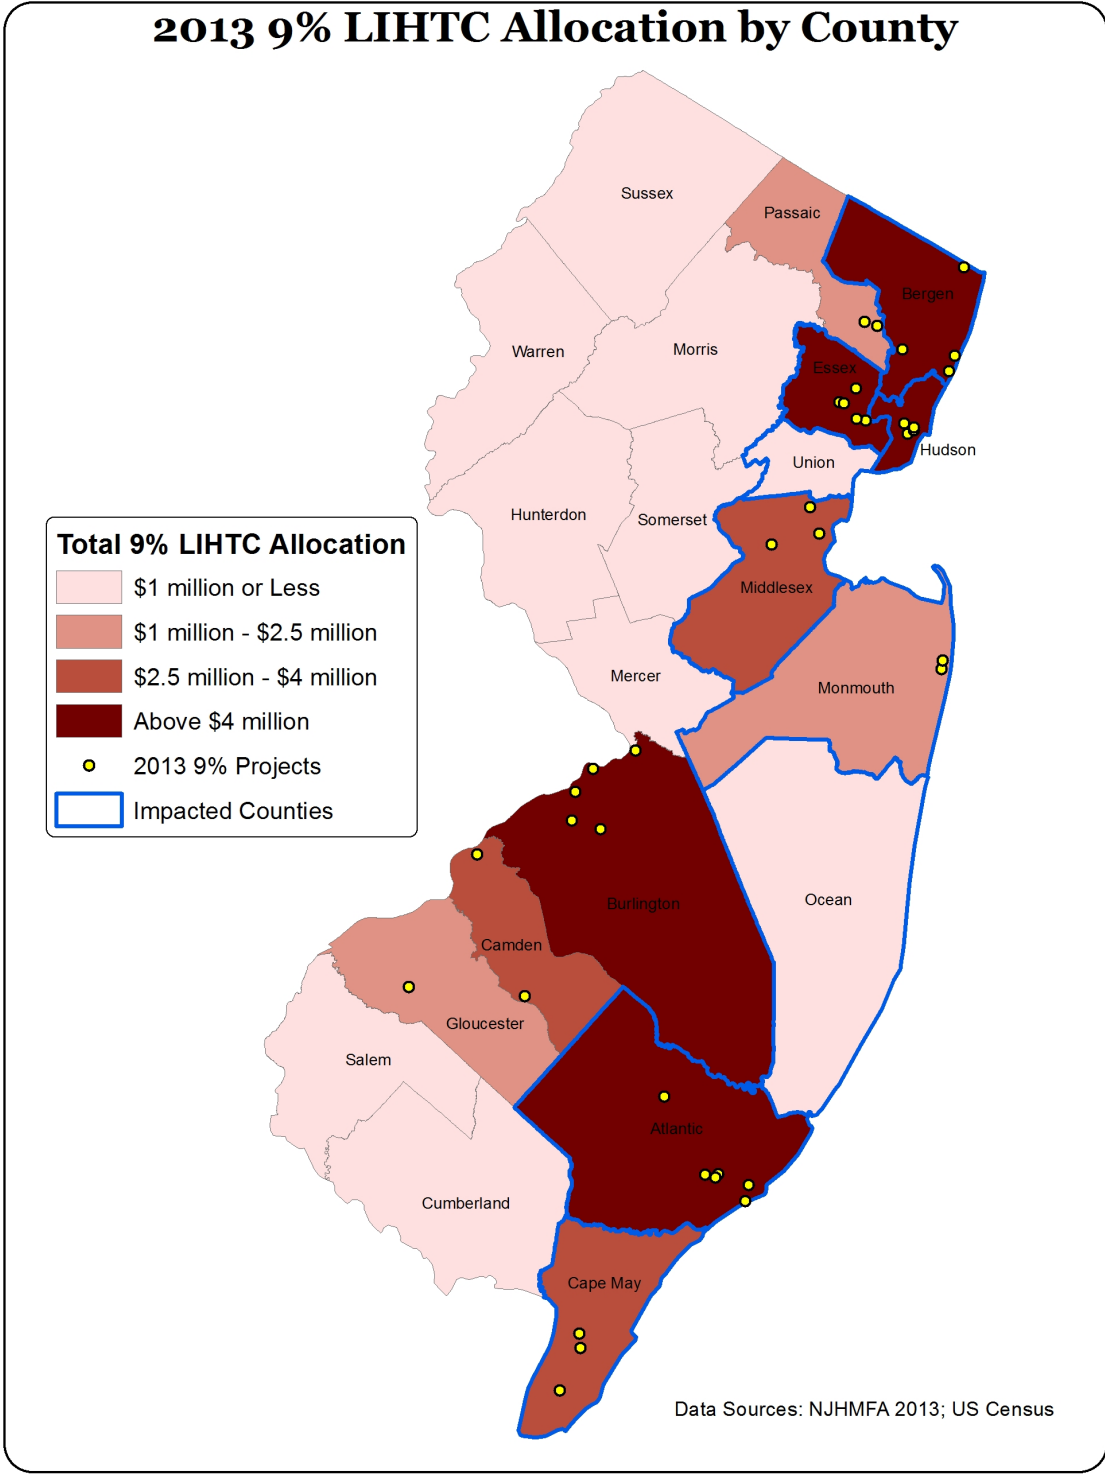 2013 9% LIHTC Allocation by County
Sussex
Passaic
Bergen
Warren
Morris
Essex
Hudson
Union
Hunterdon
Somerset
Middlesex
Mercer
Monmouth
Total 9% LIHTC Allocation
$1 million or Less
$1 million - $2.5 million
$2.5 million - $4 million
Above $4 million
2013 9% Projects
Impacted Counties
Ocean
Burlington
Camden
Gloucester
Salem
Atlantic
Cumberland
Cape May
Data Sources: NJHMFA 2013; US Census